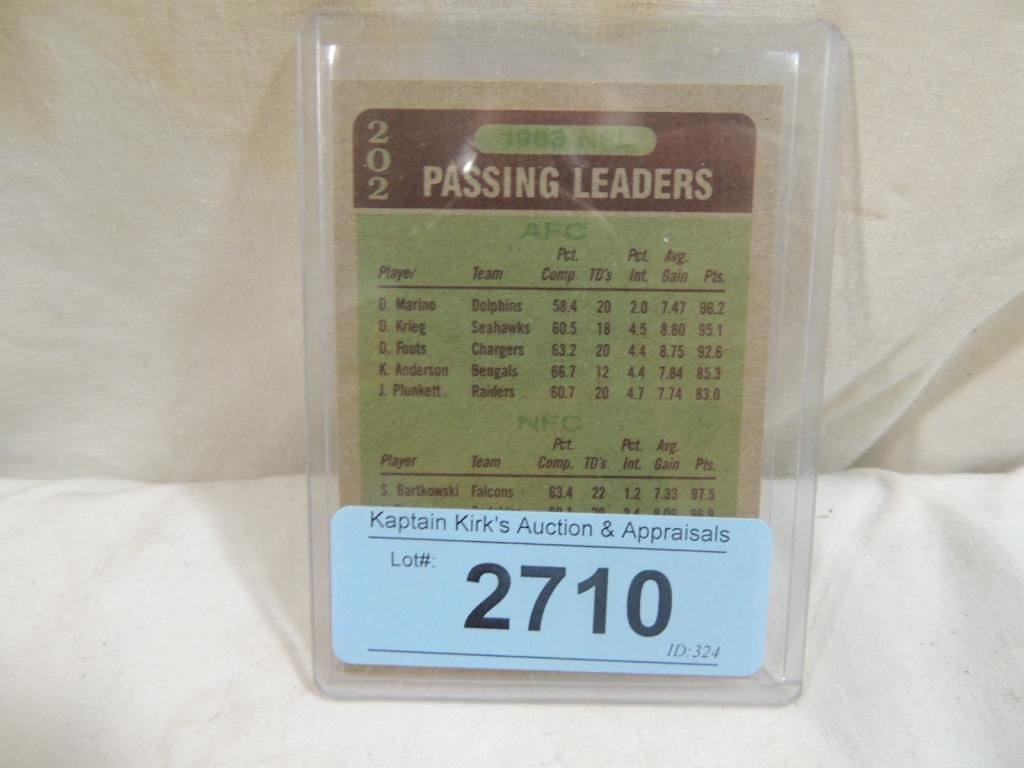 202
1983 NFL
PASSING LEADERS
AFC
Pct. Pct. Avg.
Player Team Comp. TD's Int. Gain Pts.
D. Marino Dolphins 58.4 20 2.0 7.47 96.2
D. Krieg Seahawks 60.5 18 4.5 8.80 95.1
D. Fouts Chargers 63.2 20 4.4 8.75 92.6
K. Anderson Bengals 66.7 12 4.4 7.84 85.3
J. Plunkett Raiders 60.7 20 4.7 7.74 83.0
NFC
Pct. Pct. Avg.
Player Team Comp. TD's Int. Gain Pts.
S. Bartkowski Falcons 63.4 22 1.2 7.33 97.5
Kaptain Kirk's Auction & Appraisals
Lot#: 2710
ID:324